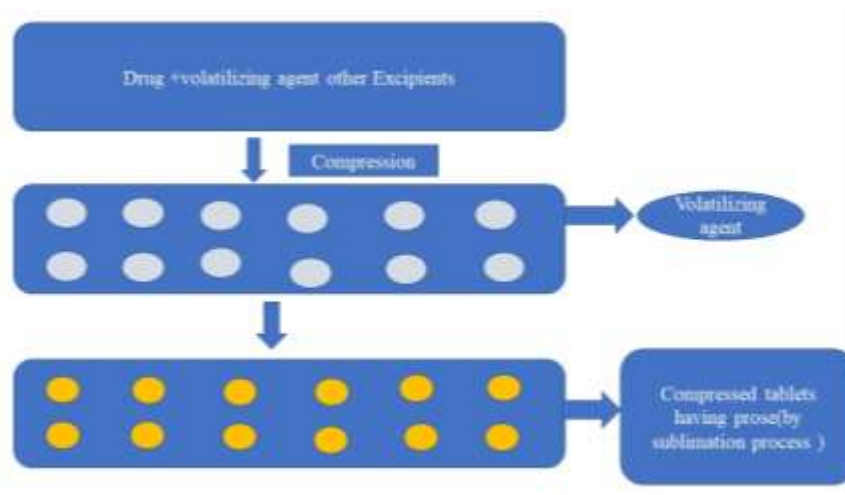 Drug +volatilizing agent other Excipients
Compression
Volatilizing
agent
Compressed tablets
having prose(by
sublimation process )